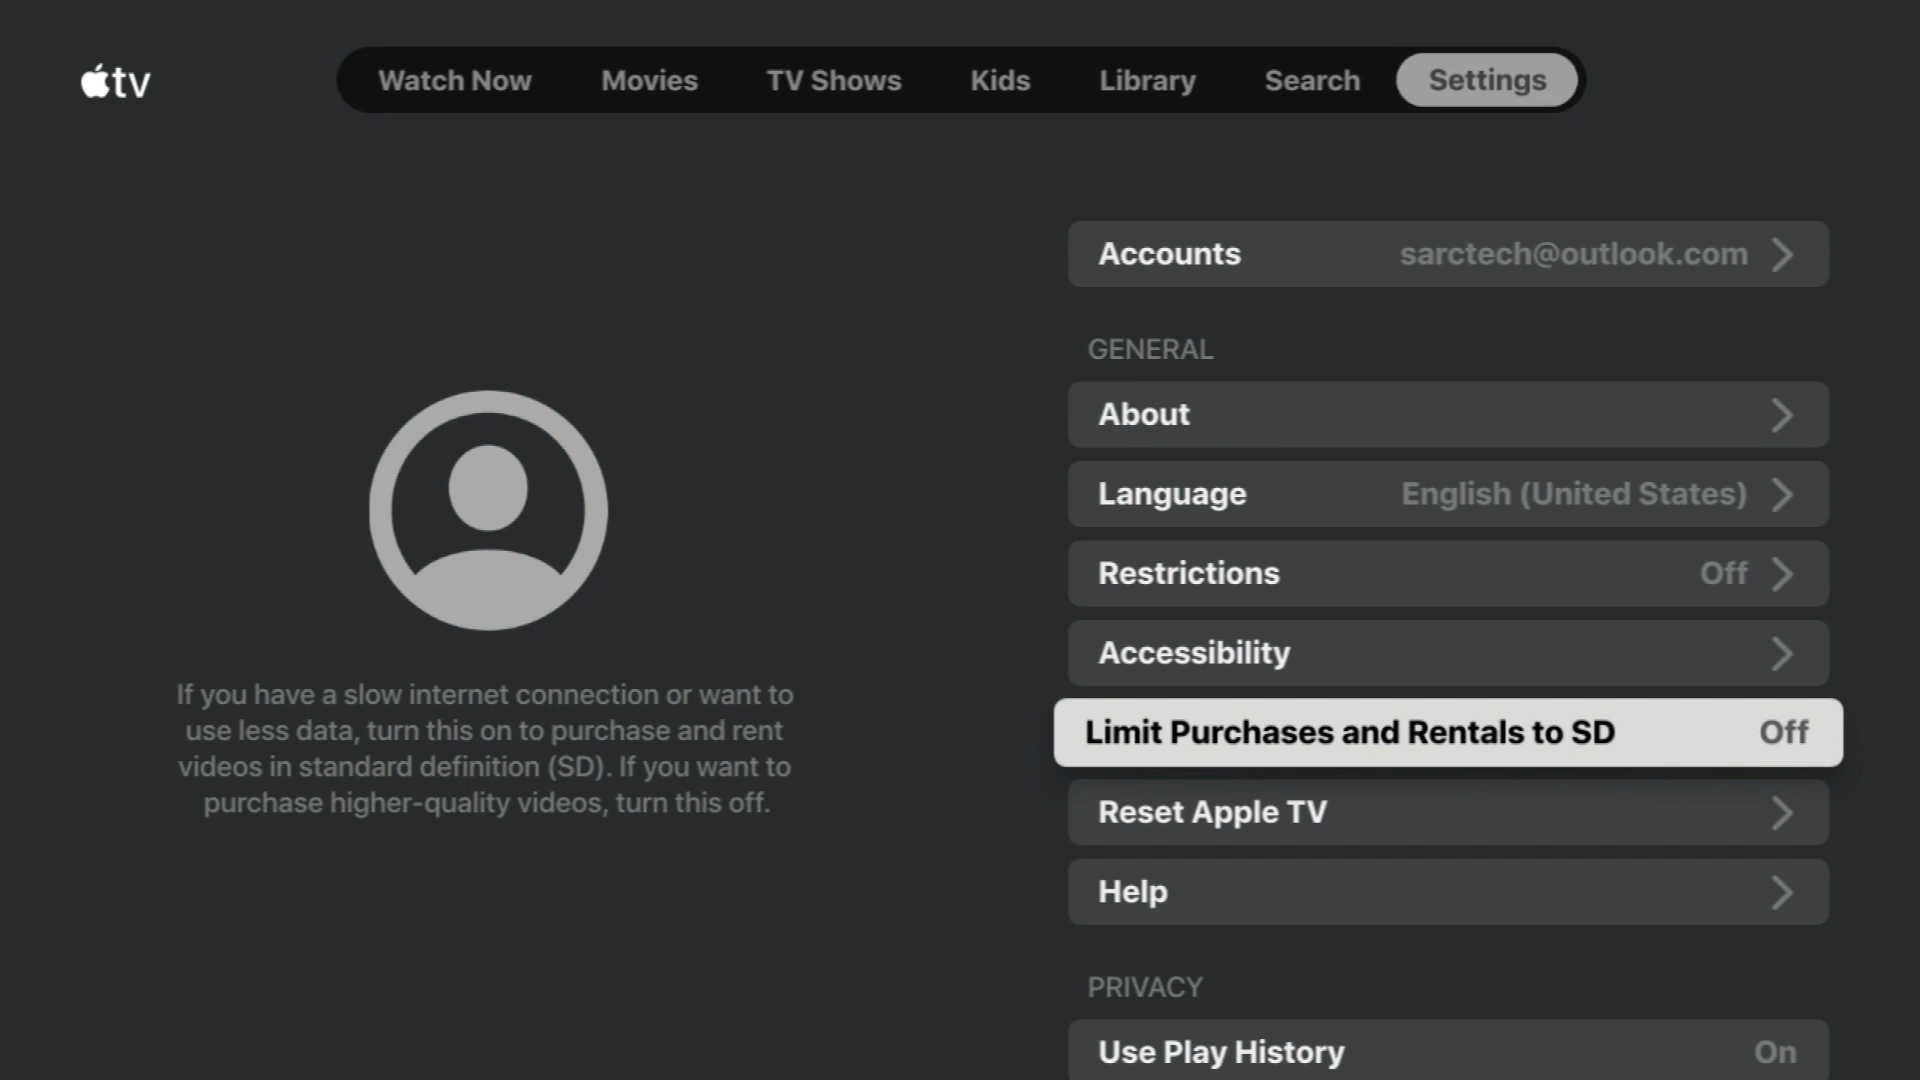 tv
Watch Now Movies TV Shows Kids Library Search Settings
Accounts sarctech@outlook.com
GENERAL
About
Language English (United States)
Restrictions Off
Accessibility
Limit Purchases and Rentals to SD Off
Reset Apple TV
Help
PRIVACY
Use Play History On
If you have a slow internet connection or want to
use less data, turn this on to purchase and rent
videos in standard definition (SD). If you want to
purchase higher-quality videos, turn this off.